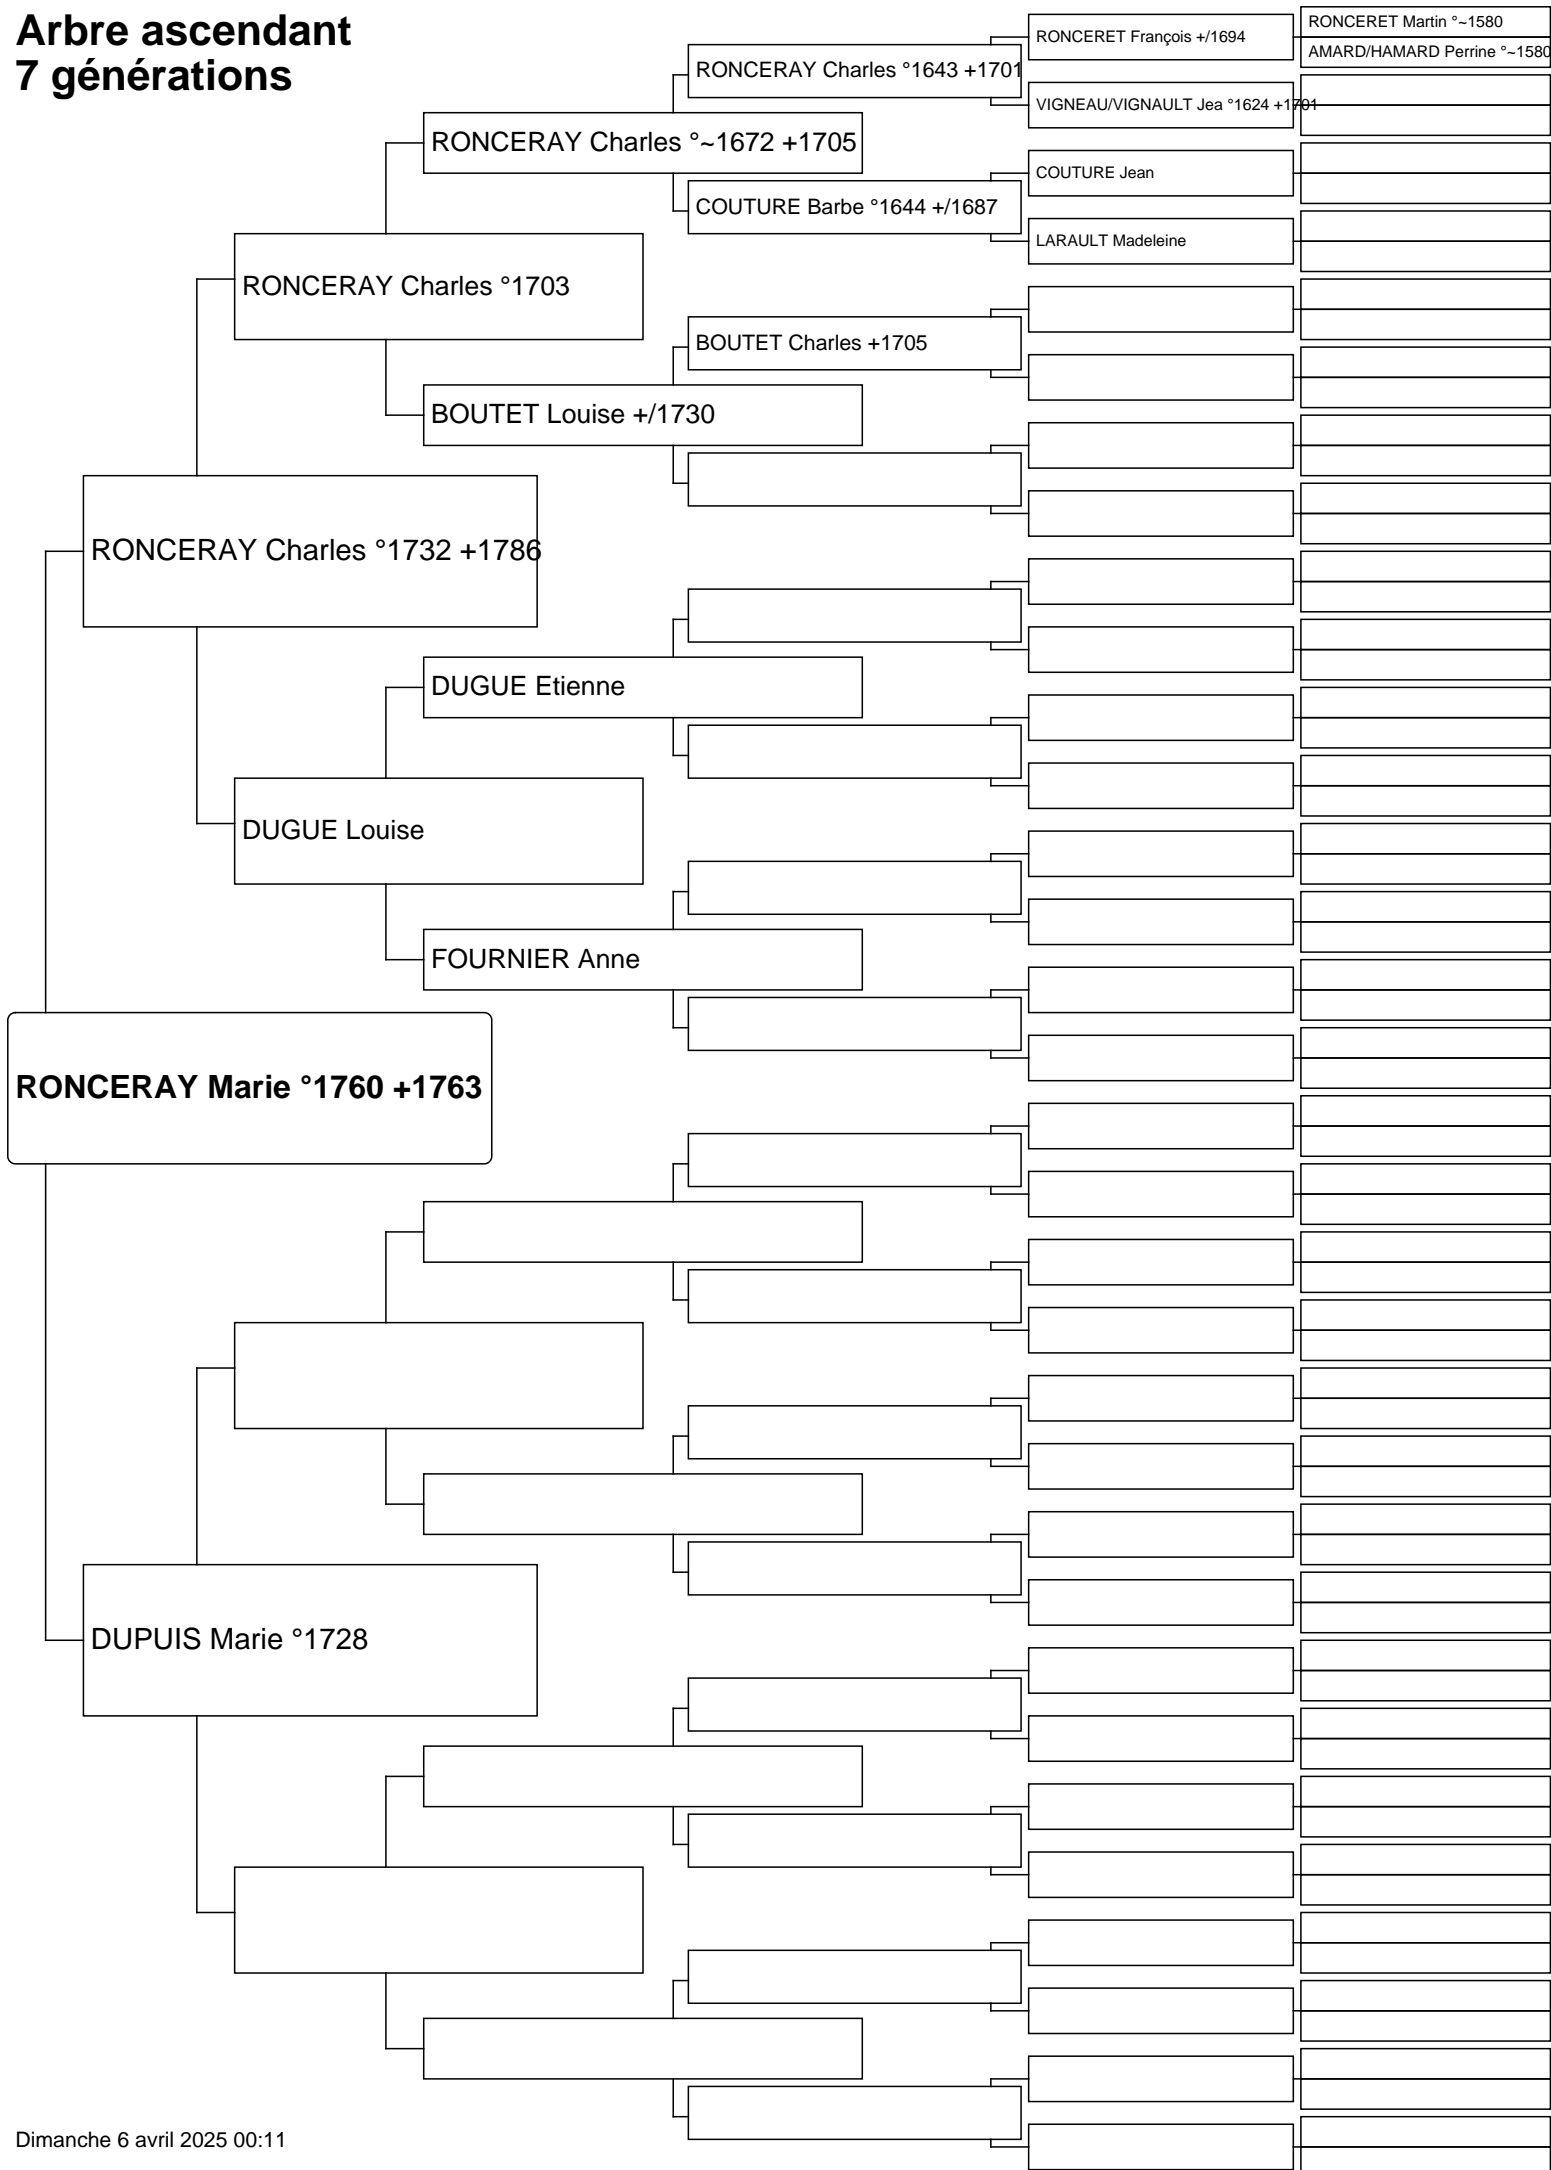 Arbre ascendant
7 générations
RONCERET Martin °~1580
RONCERET François +/1694
AMARD/HAMARD Perrine °~1580
RONCERAY Charles °1643 +1701
VIGNEAU/VIGNAULT Jea °1624 +1701
RONCERAY Charles °~1672 +1705
COUTURE Jean
COUTURE Barbe °1644 +/1687
LARAULT Madeleine
RONCERAY Charles °1703
BOUTET Charles +1705
BOUTET Louise +/1730
RONCERAY Charles °1732 +1786
DUGUE Etienne
DUGUE Louise
FOURNIER Anne
RONCERAY Marie °1760 +1763
DUPUIS Marie °1728
Dimanche 6 avril 2025 00:11